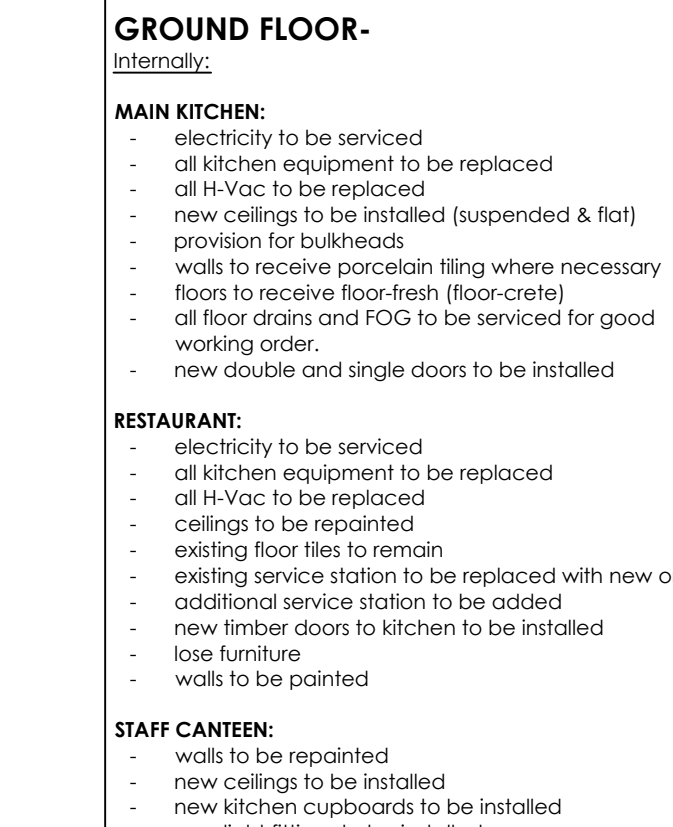 GROUND FLOOR-
Internally:
MAIN KITCHEN:
- electricity to be serviced
- all kitchen equipment to be replaced
- all H-Vac to be replaced
- new ceilings to be installed (suspended & flat)
- provision for bulkheads
- walls to receive porcelain tiling where necessary
- floors to receive floor-fresh (floor-crete)
- all floor drains and FOG to be serviced for good
working order.
- new double and single doors to be installed
RESTAURANT:
- electricity to be serviced
- all kitchen equipment to be replaced
- all H-Vac to be replaced
- ceilings to be repainted
- existing floor tiles to remain
- existing service station to be replaced with new
- additional service station to be added
- new timber doors to kitchen to be installed
- lose furniture
- walls to be painted
STAFF CANTEEN:
- walls to be repainted
- new ceilings to be installed
- new kitchen cupboards to be installed